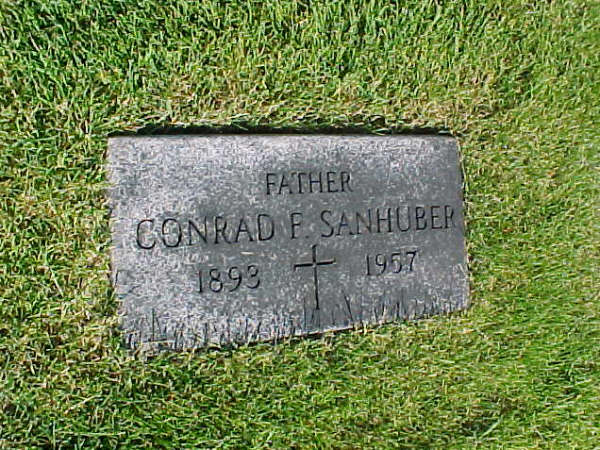 FATHER
CONRAD F. SANHUBER
1893 1957